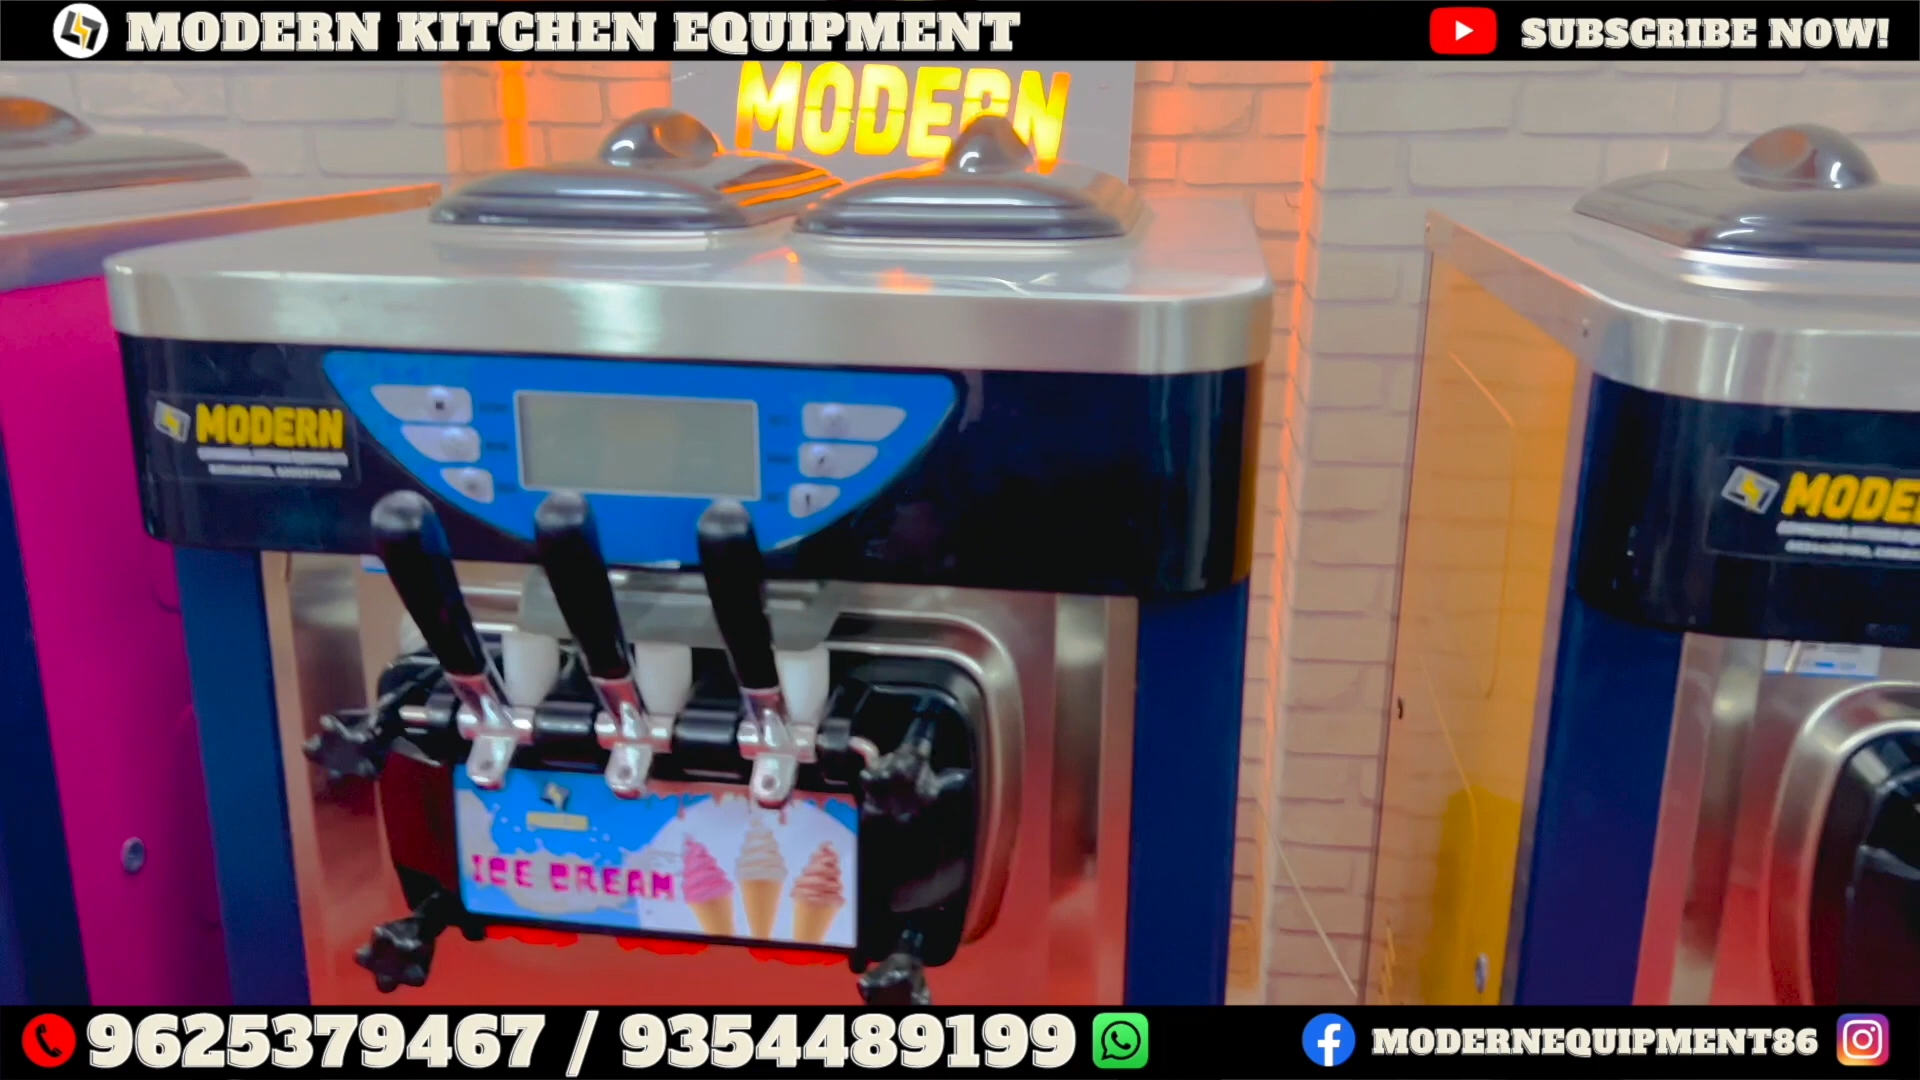 MODERN KITCHEN EQUIPMENT
SUBSCRIBE NOW!
MODERN
MODERN
MODE
ICE CREAM
9625379467 / 9354489199
MODERNEQUIPMENT86